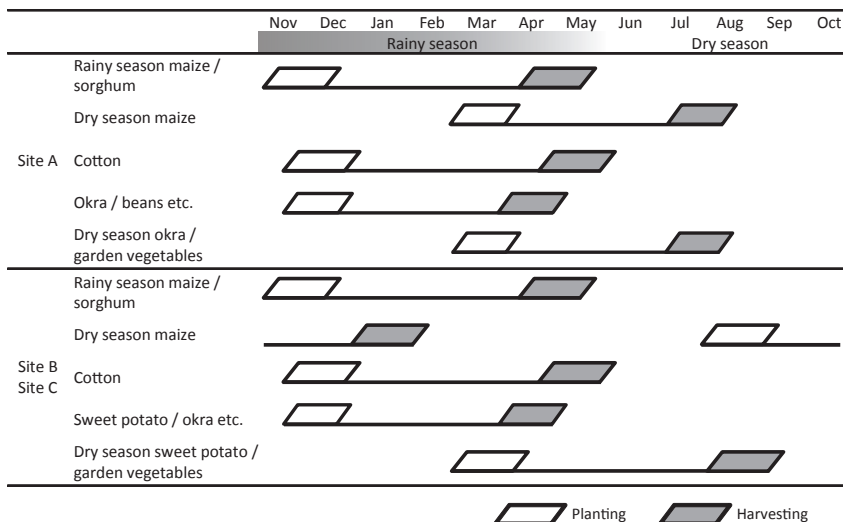 Nov Dec Jan Feb Mar Apr May Jun Jul Aug Sep Oct
Rainy season Dry season
Rainy season maize /
sorghum
Dry season maize
Site A Cotton
Okra / beans etc.
Dry season okra /
garden vegetables
Rainy season maize /
sorghum
Dry season maize
Site B
Site C
Cotton
Sweet potato / okra etc.
Dry season sweet potato /
garden vegetables
Planting Harvesting